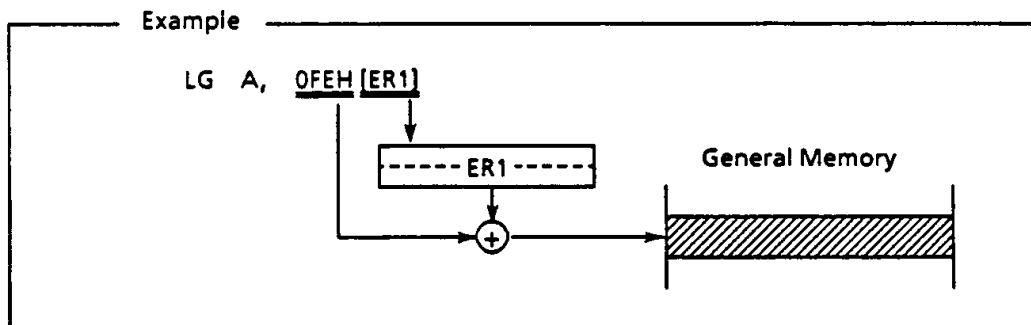 Example
LG A, 0FEH [ER1]
ER1
General Memory
+